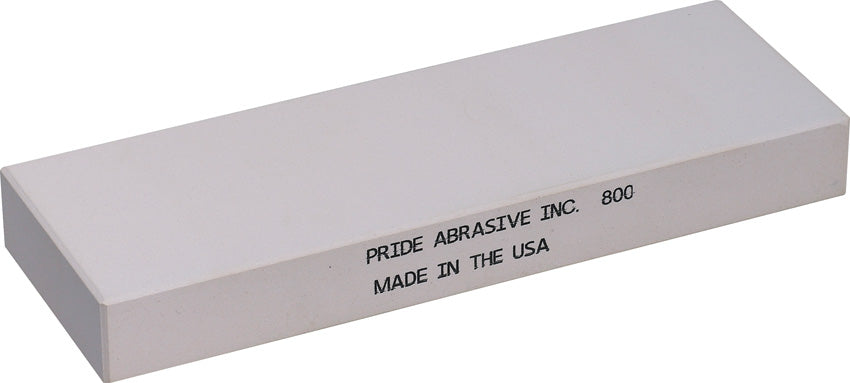 PRIDE ABRASIVE INC. 800
MADE IN THE USA